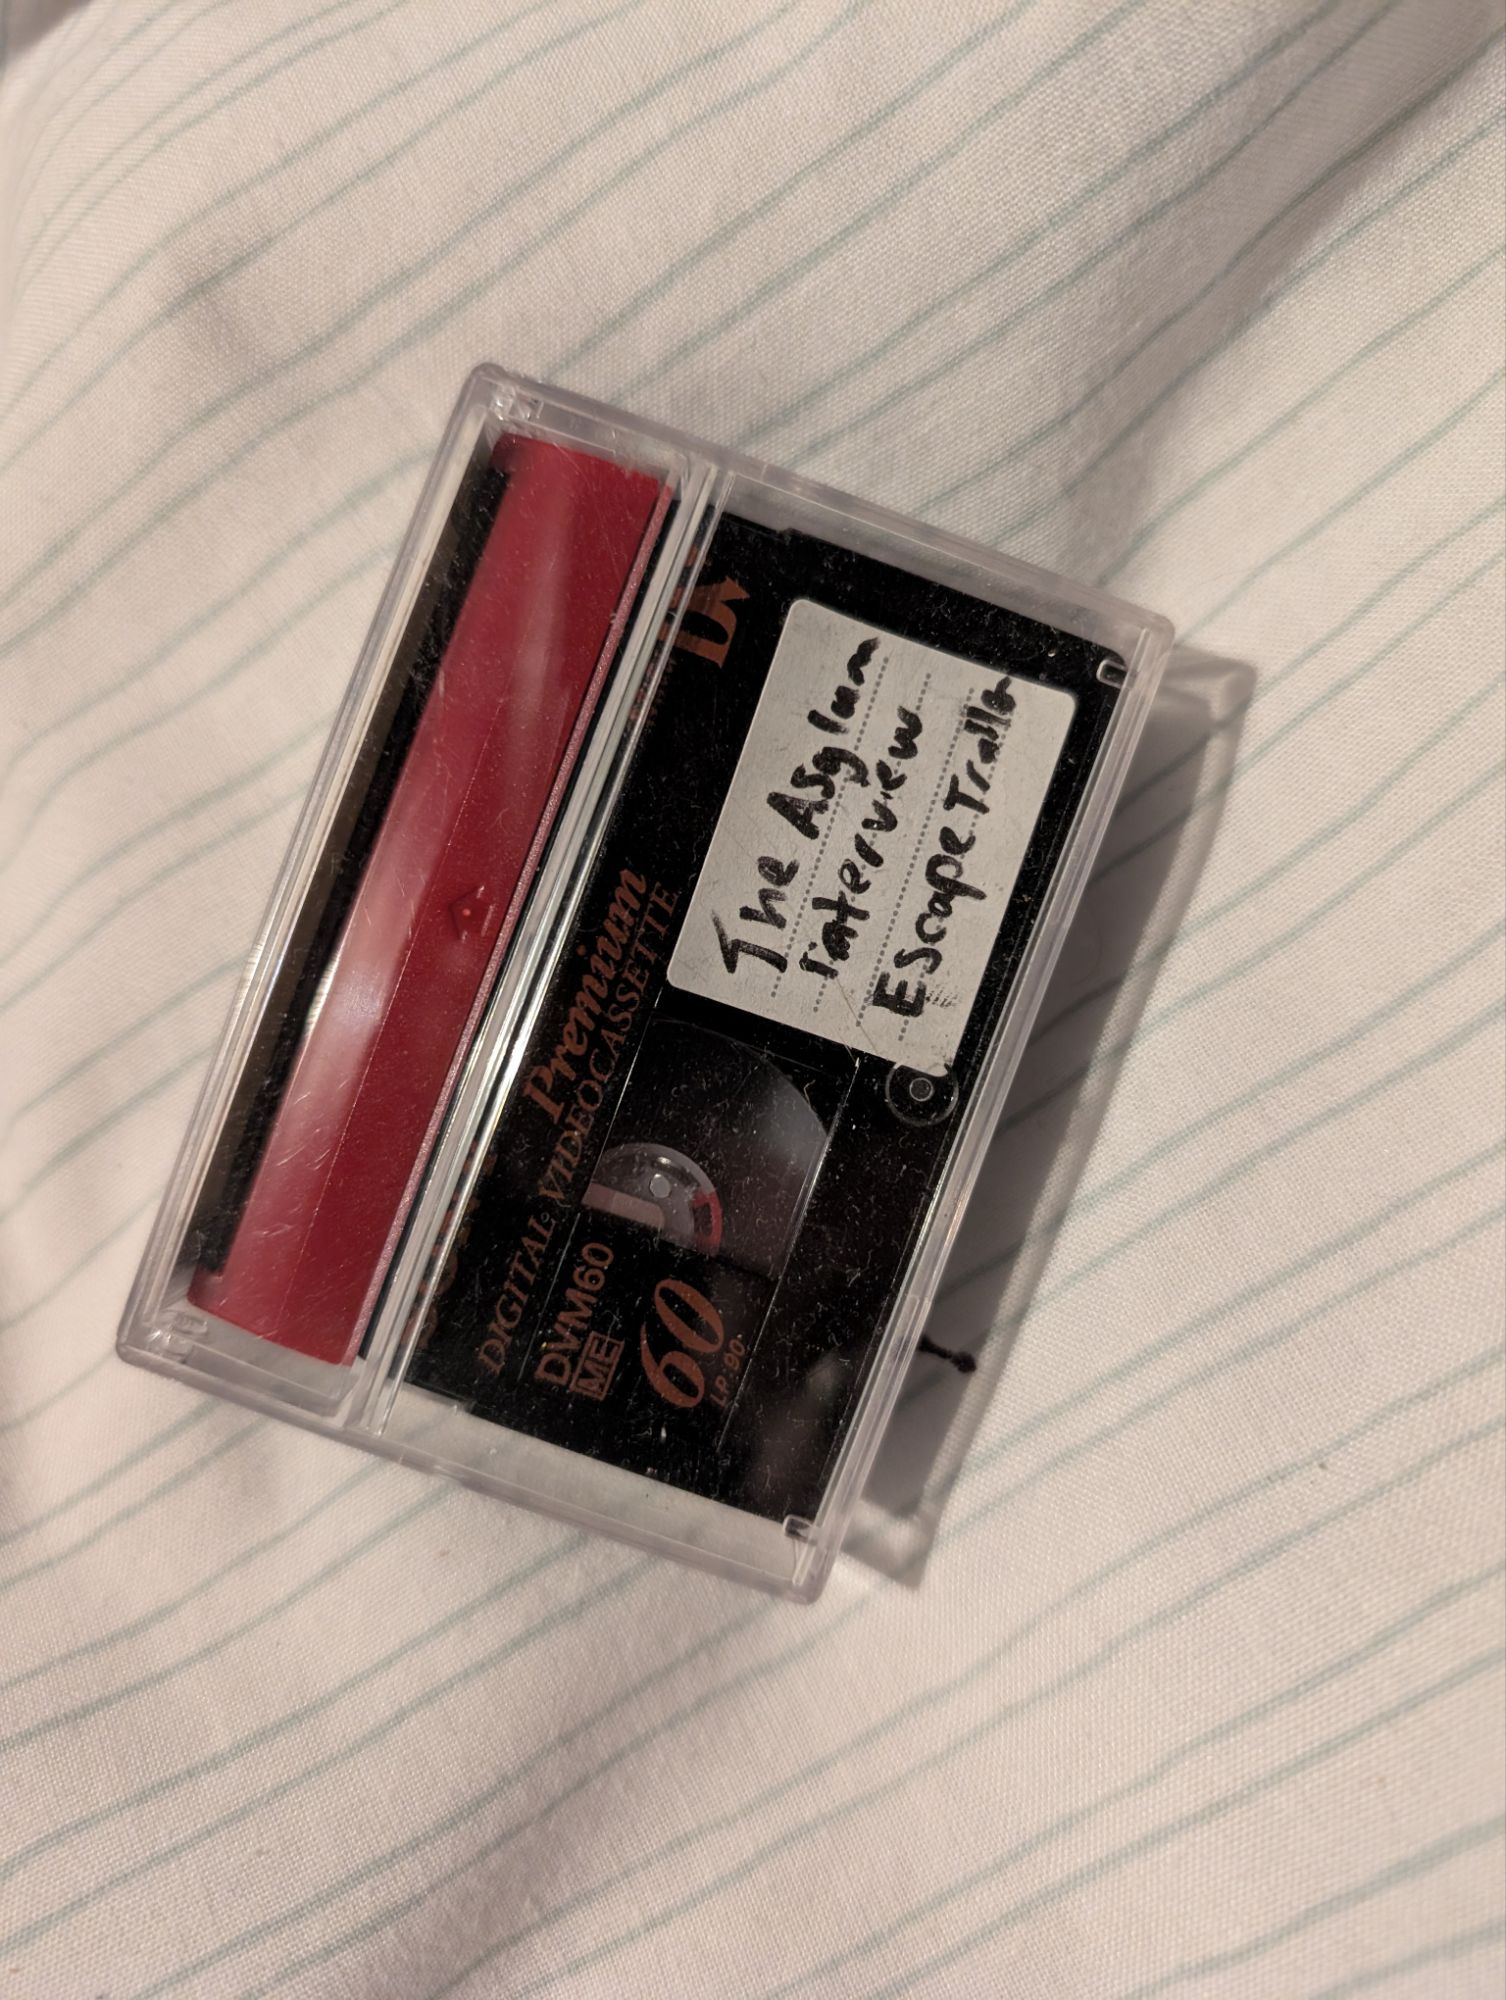 The Asylum
interview
Escape Trailer
Premium
DIGITAL VIDEOCASSETTE
DVM60
ME
60
LP:90